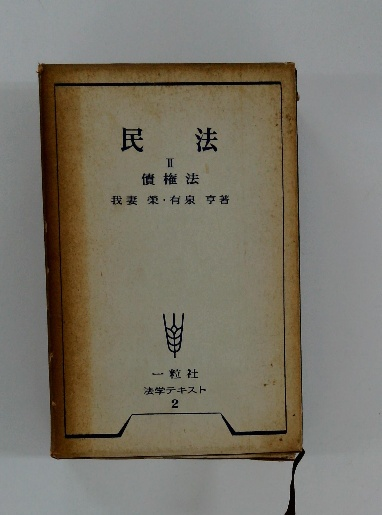 民法
II
債権法
我妻 栄・有泉 亨著
一粒社
法学テキスト
2